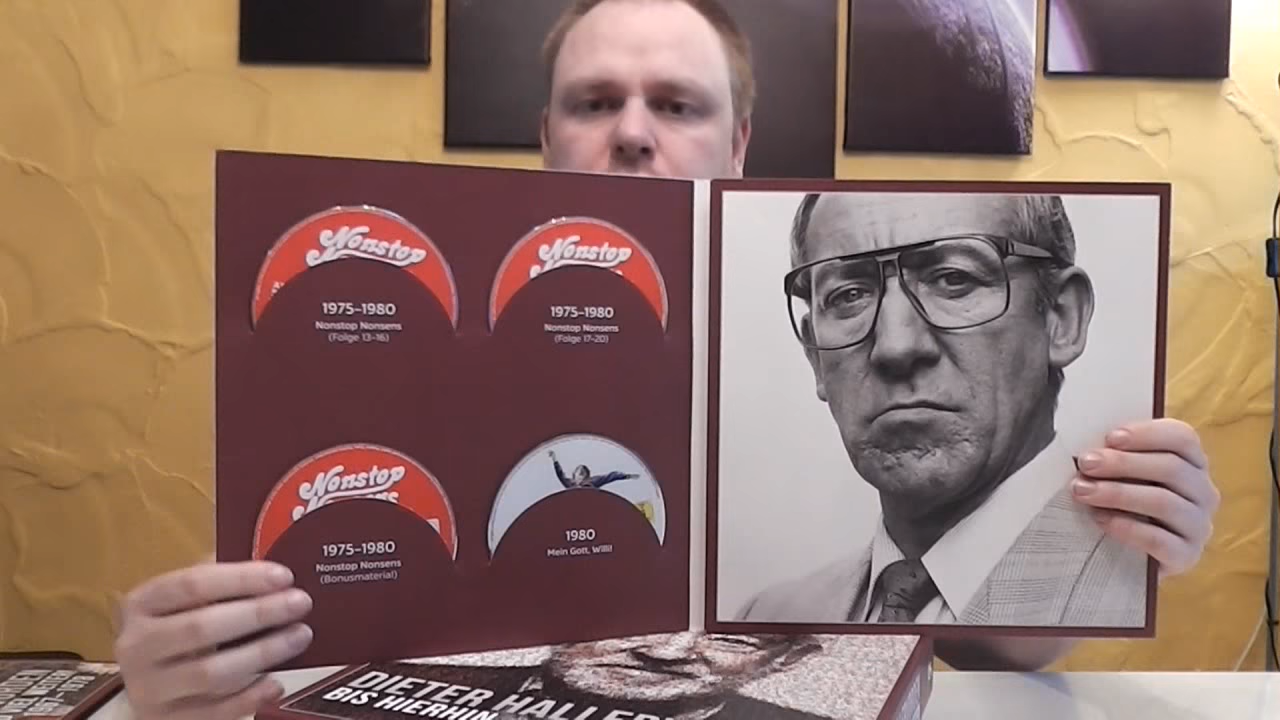 Nonstop
1975–1980
Nonstop Nonsens
(Folge 13-16)
Nonstop
1975–1980
Nonstop Nonsens
(Folge 17-20)
Nonstop
1975–1980
Nonstop Nonsens
(Bonusmaterial)
1980
Mein Gott, Willi!
DIETER HALLER
BIS HIERHIN